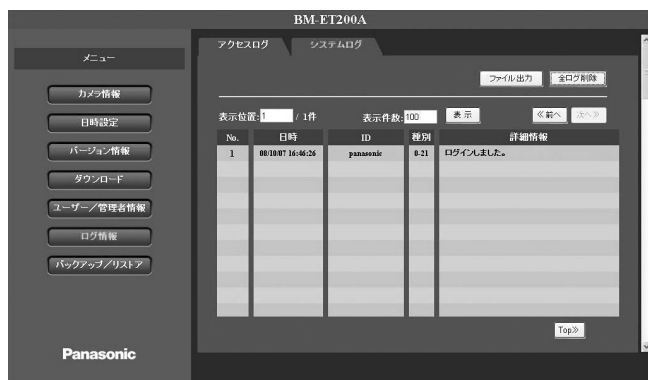 BM-ET200A
メニュー
カメラ情報
日時設定
バージョン情報
ダウンロード
ユーザー／管理者情報
ログ情報
バックアップ／リストア
Panasonic
アクセスログ システムログ
ファイル出力 全ログ削除
表示位置:1 / 1件 表示件数:100 表示 ≪前へ 次へ≫
No. 日時 ID 種別 詳細情報
1 08/10/07 16:46:26 panasonic 0-21 ログインしました。
Top≫